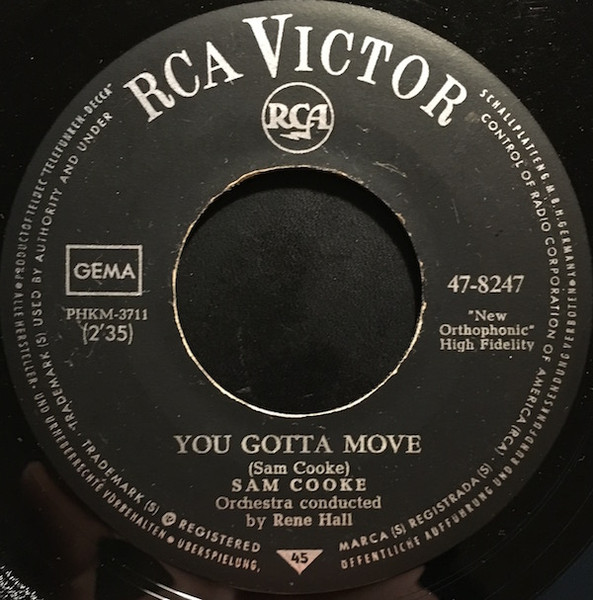 RCA VICTOR
RCA
GEMA
PHKM-3711
(2'35)
47-8247
"New
Orthophonic"
High Fidelity
YOU GOTTA MOVE
(Sam Cooke)
SAM COOKE
Orchestra conducted
by Rene Hall
45
PRODUCT OF TELDEC "TELEFUNKEN-DECCA"
SCHALLPLATTEN G.M.B.H. GERMANY
TRADEMARK (S) USED BY AUTHORITY AND UNDER
CONTROL OF RADIO CORPORATION OF AMERICA (RCA)
TRADEMARK (S) ® REGISTERED
MARCA (S) REGISTRADA (S)
ALLE HERSTELLER- UND URHEBERRECHTE VORBEHALTEN • ÜBERSPIELUNG,
ÖFFENTLICHE AUFFÜHRUNG UND RUNDFUNKSENDUNG VERBOTEN